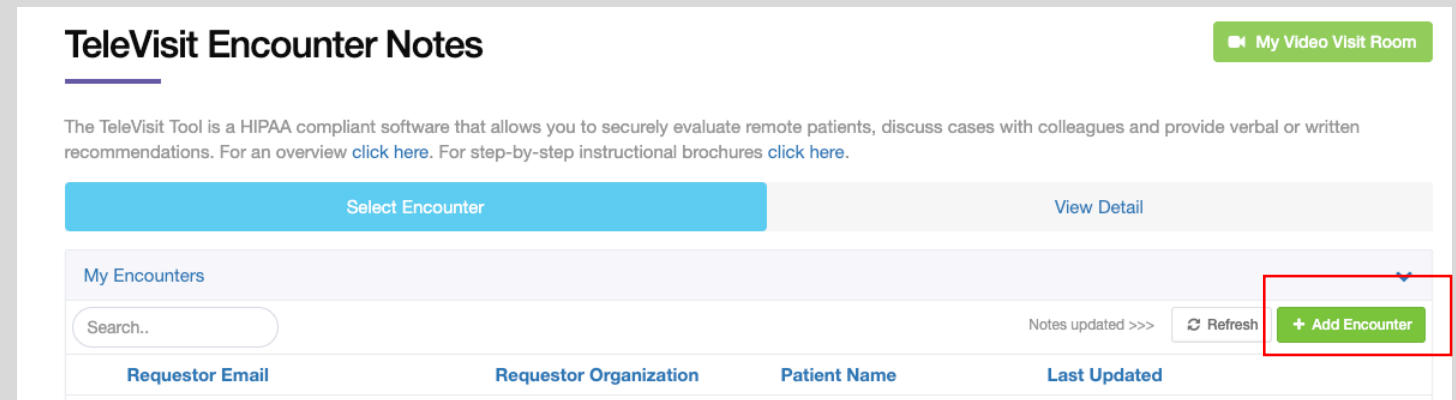 TeleVisit Encounter Notes
My Video Visit Room
The TeleVisit Tool is a HIPAA compliant software that allows you to securely evaluate remote patients, discuss cases with colleagues and provide verbal or written
recommendations. For an overview click here. For step-by-step instructional brochures click here.
Select Encounter
View Detail
My Encounters
Search..
Notes updated >>>
Refresh
+ Add Encounter
Requestor Email
Requestor Organization
Patient Name
Last Updated